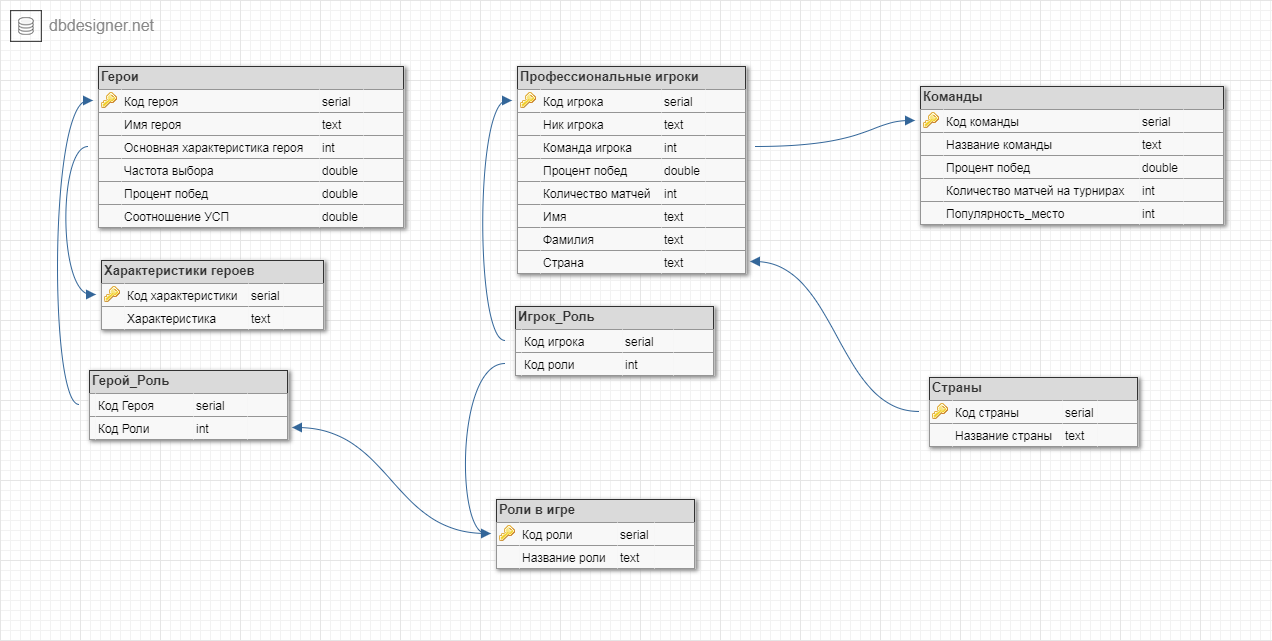 dbdesigner.net
Герои
Код героя serial
Имя героя text
Основная характеристика героя int
Частота выбора double
Процент побед double
Соотношение УСП double
Профессиональные игроки
Код игрока serial
Ник игрока text
Команда игрока int
Процент побед double
Количество матчей int
Имя text
Фамилия text
Страна text
Команды
Код команды serial
Название команды text
Процент побед double
Количество матчей на турнирах int
Популярность_место int
Характеристики героев
Код характеристики serial
Характеристика text
Игрок_Роль
Код игрока serial
Код роли int
Герой_Роль
Код Героя serial
Код Роли int
Страны
Код страны serial
Название страны text
Роли в игре
Код роли serial
Название роли text